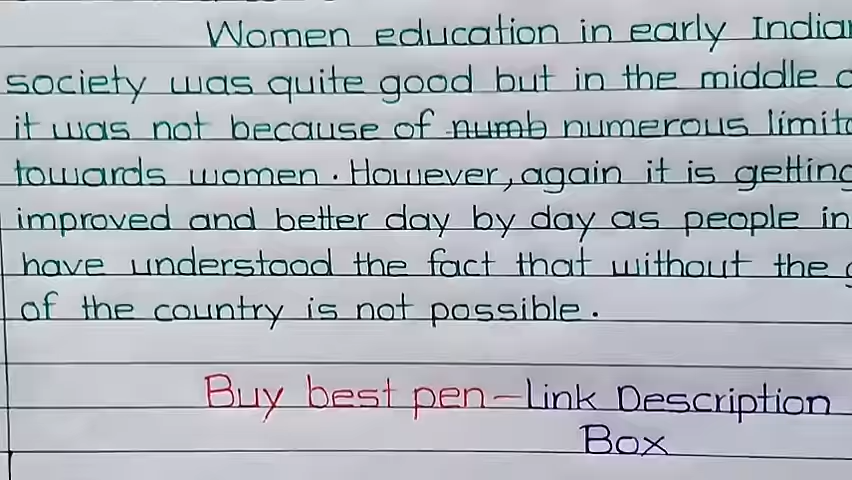 Women education in early Indian
society was quite good but in the middle
it was not because of numb numerous
towards women. However, again it is getting
improved and better day by day as people in
have understood the fact that without the
of the country is not possible.
Buy best pen-Link Description
Box